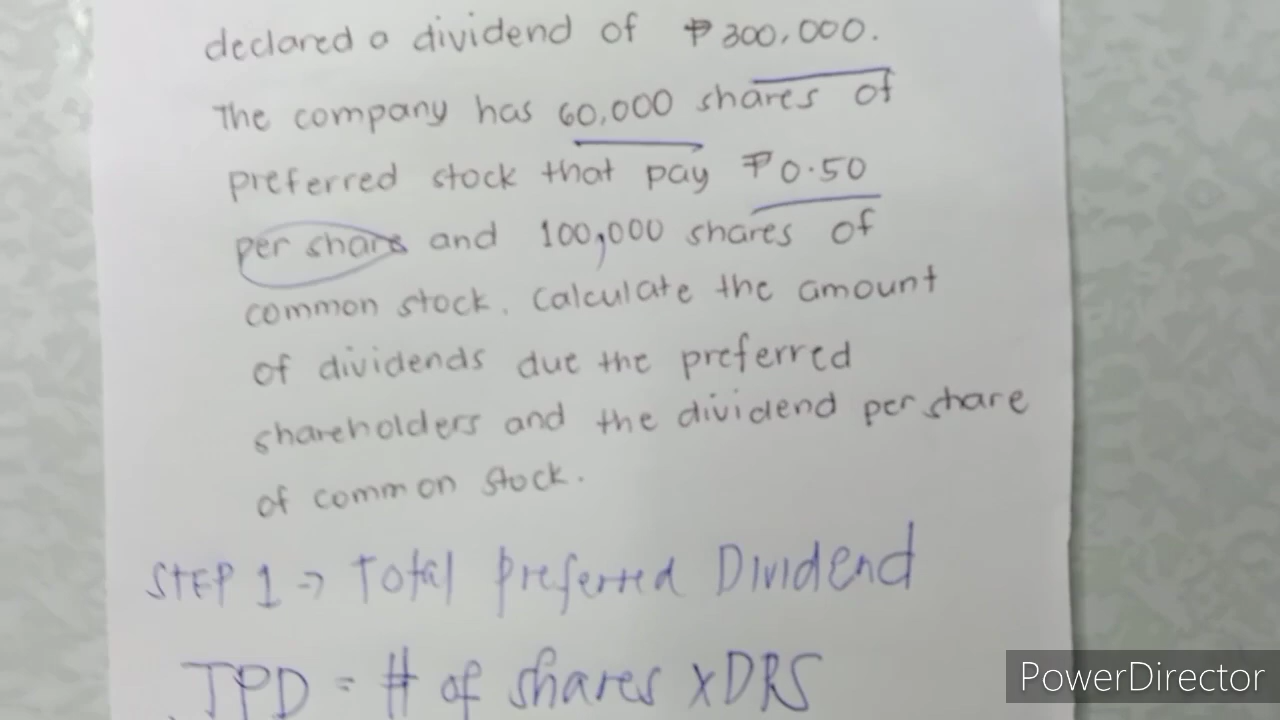 declared a dividend of ₱300,000.
The company has 60,000 shares of
preferred stock that pay ₱0.50
per share and 100,000 shares of
common stock. Calculate the amount
of dividends due the preferred
shareholders and the dividend per share
of common stock.
STEP 1 → Total Preferred Dividend
TPD = # of shares x DRS
PowerDirector